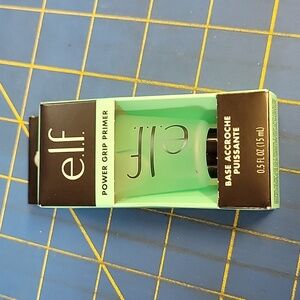 e.l.f.
POWER GRIP PRIMER
e.l.f.
BASE ACCROCHE
PUISSANTE
0.5 FL OZ (15 mL)